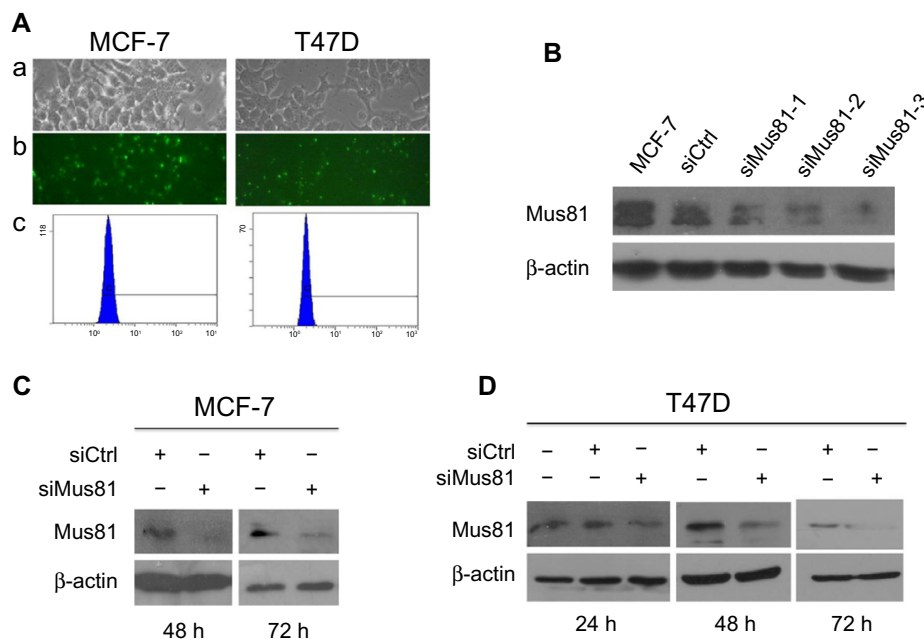 A
MCF-7 T47D
a
b
c
118
70
10⁰ 10¹ 10² 10³
10⁰ 10¹ 10² 10³
B
MCF-7 siCtrl siMus81-1 siMus81-2 siMus81-3
Mus81
β-actin
C
MCF-7
siCtrl + – + –
siMus81 – + – +
Mus81
β-actin
48 h 72 h
D
T47D
siCtrl – + – + – + –
siMus81 – – + – + – +
Mus81
β-actin
24 h 48 h 72 h